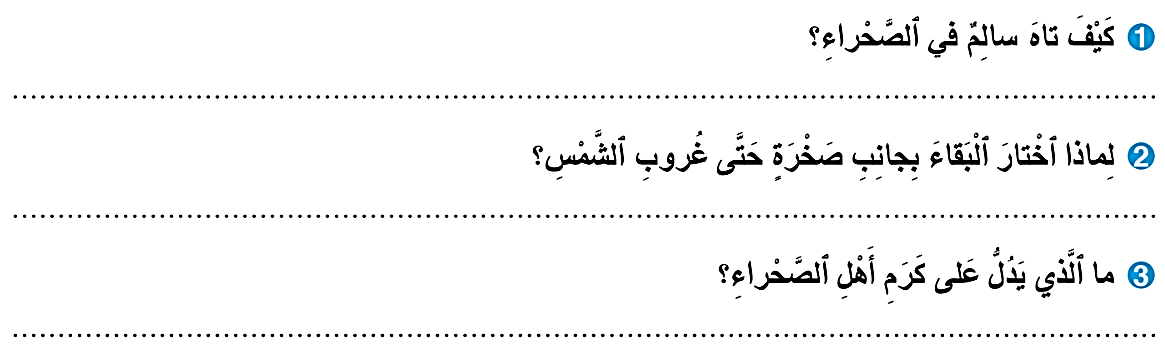 1 كَيْفَ تاهَ سالِمٌ في ٱلصَّحْراءِ؟
................................................................................
2 لِماذا ٱخْتارَ ٱلْبَقاءَ بِجانِبِ صَخْرَةٍ حَتَّى غُروبِ ٱلشَّمْسِ؟
................................................................................
3 ما ٱلَّذي يَدُلُّ عَلى كَرَمِ أَهْلِ ٱلصَّحْراءِ؟
................................................................................